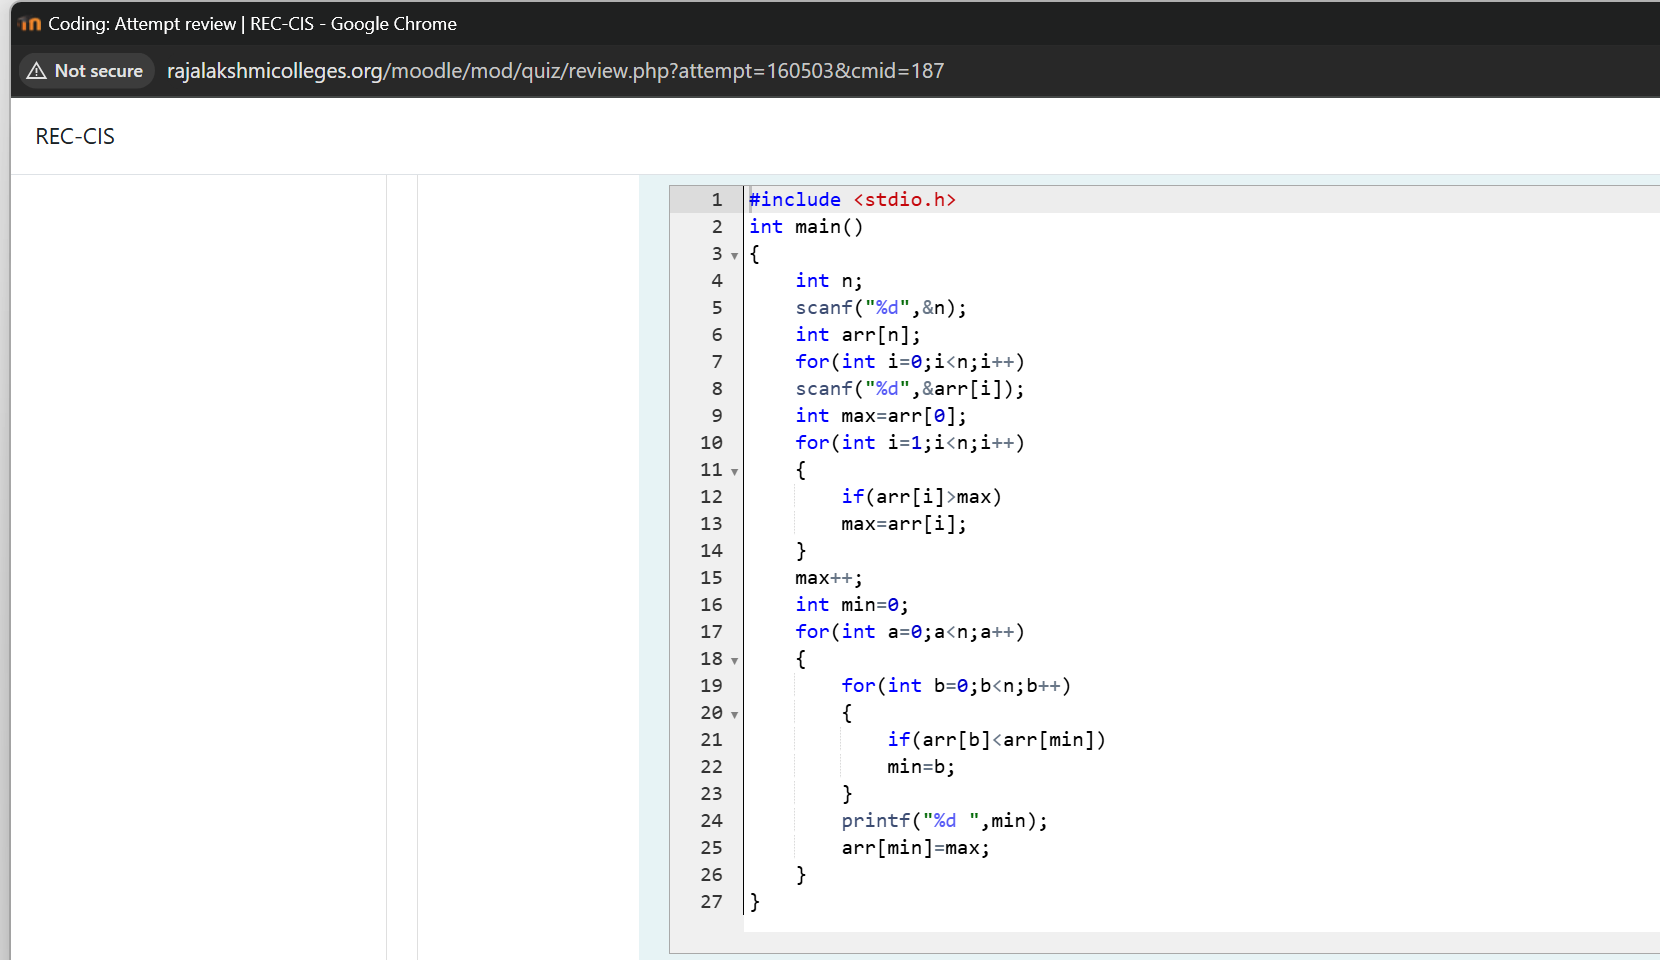 Coding: Attempt review | REC-CIS - Google Chrome
Not secure rajalakshmicolleges.org/moodle/mod/quiz/review.php?attempt=160503&cmid=187
REC-CIS
1 #include <stdio.h>
2 int main()
3 {
4     int n;
5     scanf("%d",&n);
6     int arr[n];
7     for(int i=0;i<n;i++)
8     scanf("%d",&arr[i]);
9     int max=arr[0];
10     for(int i=1;i<n;i++)
11     {
12         if(arr[i]>max)
13         max=arr[i];
14     }
15     max++;
16     int min=0;
17     for(int a=0;a<n;a++)
18     {
19         for(int b=0;b<n;b++)
20         {
21             if(arr[b]<arr[min])
22             min=b;
23         }
24         printf("%d ",min);
25         arr[min]=max;
26     }
27 }